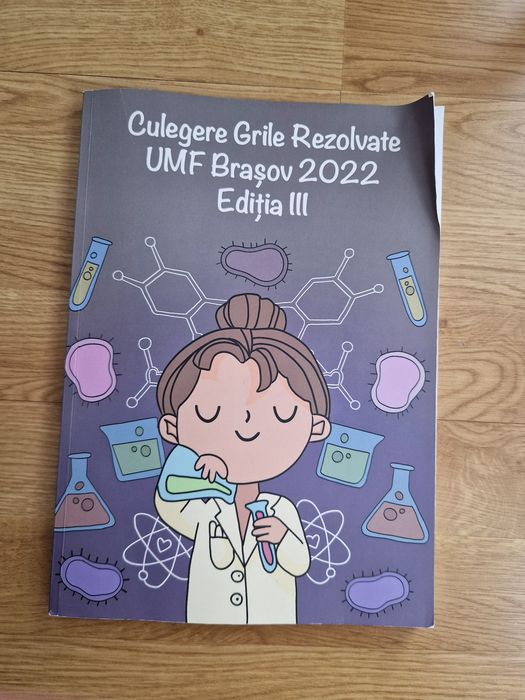 Culegere Grile Rezolvate
UMF Brașov 2022
Ediția III